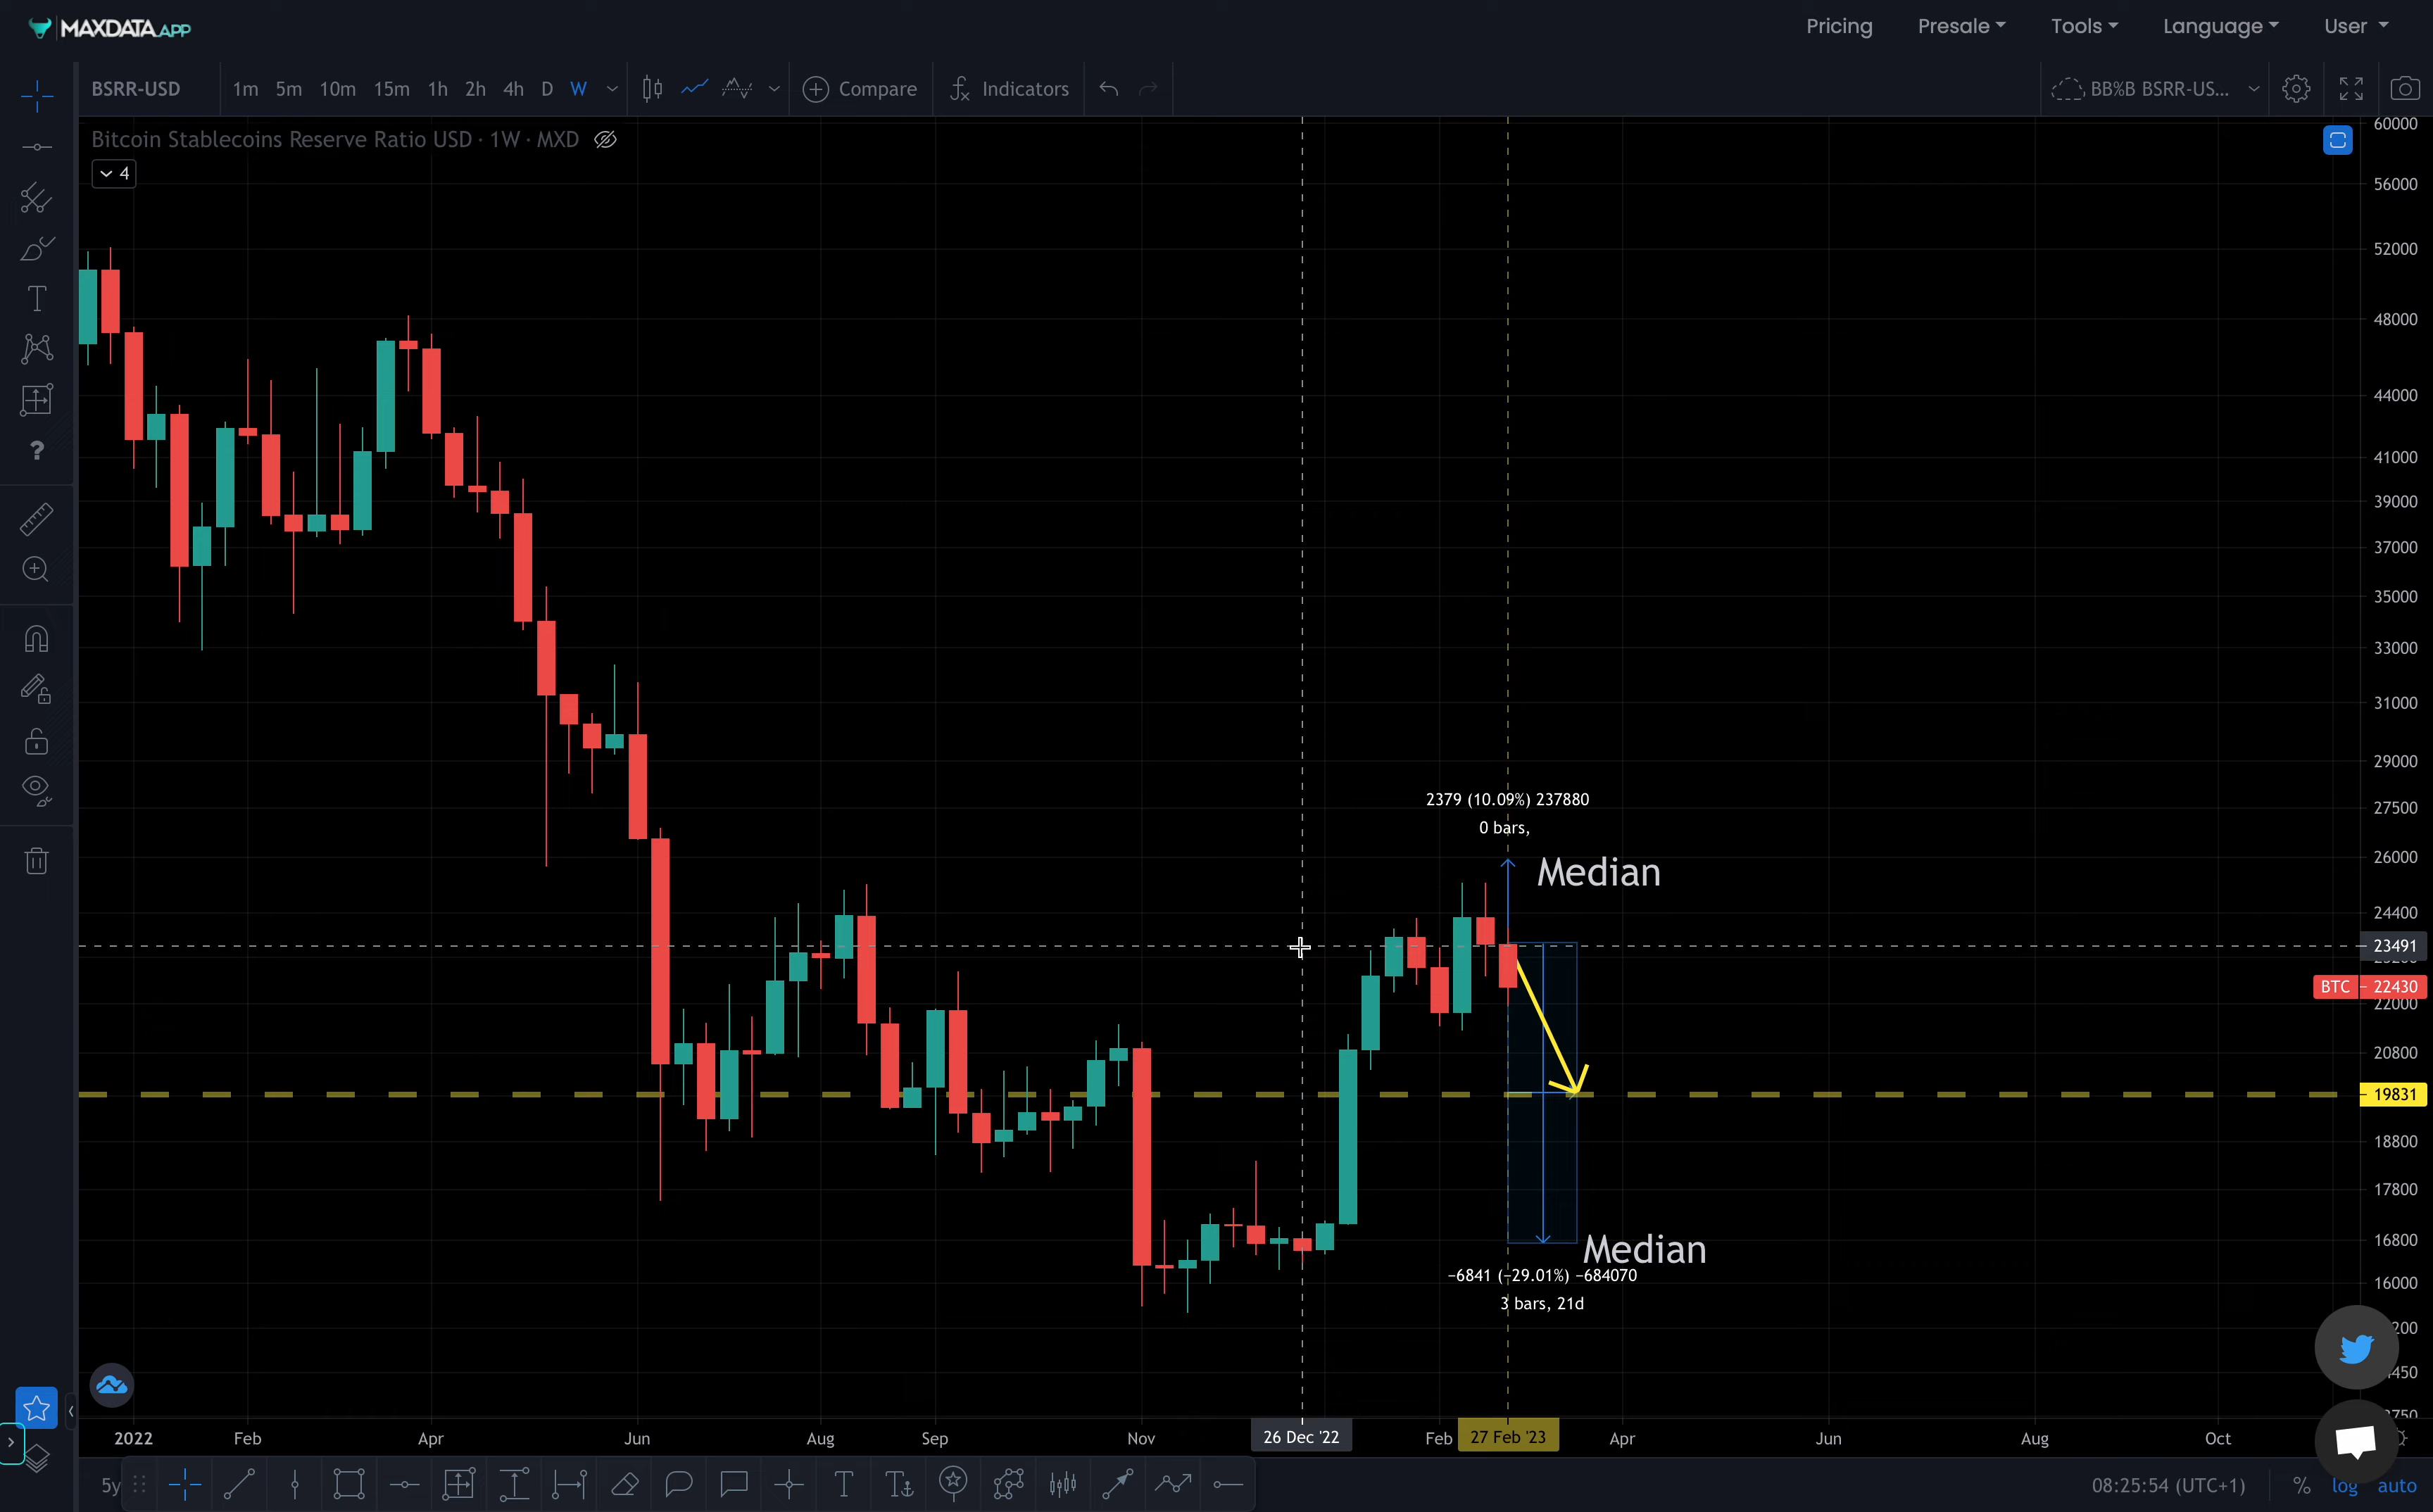 MAXDATA.APP
Pricing Presale Tools Language User
BSRR-USD 1m 5m 10m 15m 1h 2h 4h D W Compare Indicators BB%B BSRR-US...
Bitcoin Stablecoins Reserve Ratio USD · 1W · MXD
4
60000
56000
52000
48000
44000
41000
39000
37000
35000
33000
31000
29000
2379 (10.09%) 237880
27500
0 bars,
26000
Median
24400
23491
BTC 22430
22000
20800
19831
18800
17800
16800
Median
−6841 (−29.01%) −684070
16000
3 bars, 21d
2022 Feb Apr Jun Aug Sep Nov 26 Dec '22 Feb 27 Feb '23 Apr Jun Aug Oct
5y 08:25:54 (UTC+1) % log auto